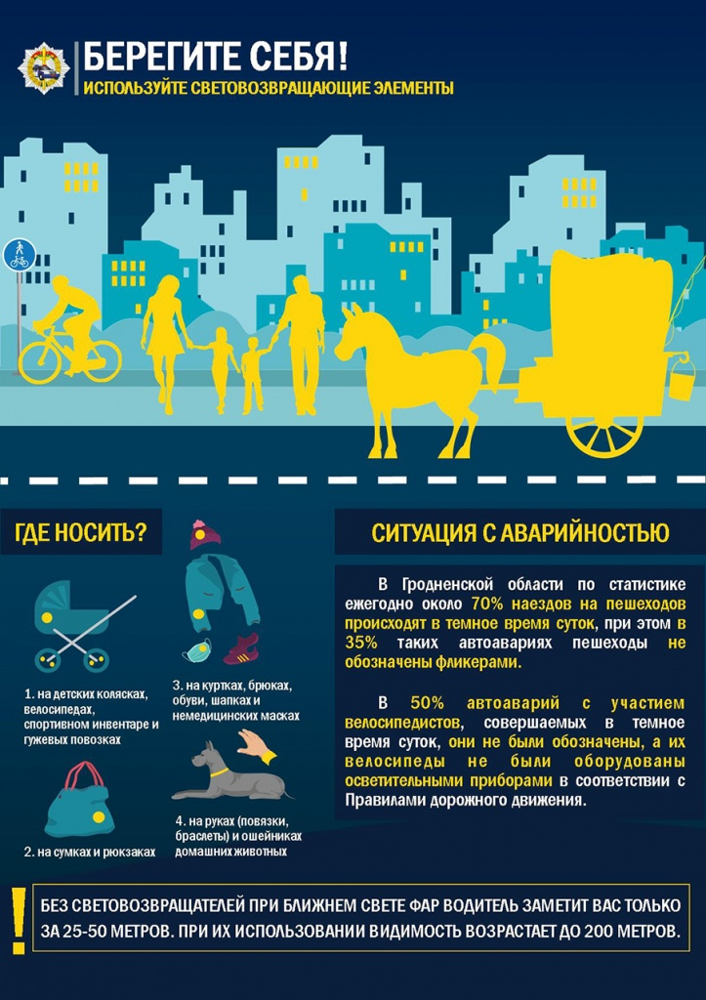 БЕРЕГИТЕ СЕБЯ!
ИСПОЛЬЗУЙТЕ СВЕТОВОЗВРАЩАЮЩИЕ ЭЛЕМЕНТЫ
ГДЕ НОСИТЬ?
1. на детских колясках,
велосипедах,
спортивном инвентаре и
гужевых повозках
2. на сумках и рюкзаках
3. на куртках, брюках,
обуви, шапках и
немедицинских масках
4. на руках (повязки,
браслеты) и ошейниках
домашних животных
СИТУАЦИЯ С АВАРИЙНОСТЬЮ
В Гродненской области по статистике
ежегодно около 70% наездов на пешеходов
происходят в темное время суток, при этом в
35% таких автоавариях пешеходы не
обозначены фликерами.
В 50% автоаварий с участием
велосипедистов, совершаемых в темное
время суток, они не были обозначены, а их
велосипеды не были оборудованы
осветительными приборами в соответствии с
Правилами дорожного движения.
! БЕЗ СВЕТОВОЗВРАЩАТЕЛЕЙ ПРИ БЛИЖНЕМ СВЕТЕ ФАР ВОДИТЕЛЬ ЗАМЕТИТ ВАС ТОЛЬКО
ЗА 25-50 МЕТРОВ. ПРИ ИХ ИСПОЛЬЗОВАНИИ ВИДИМОСТЬ ВОЗРАСТАЕТ ДО 200 МЕТРОВ.